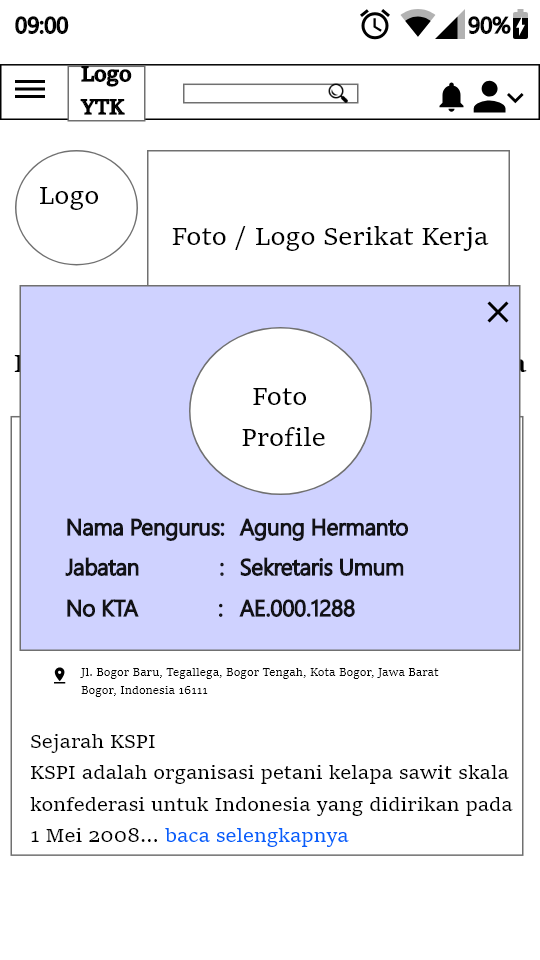 09:00
90%
Logo
YTK
Logo
Foto / Logo Serikat Kerja
Foto
Profile
Nama Pengurus: Agung Hermanto
Jabatan : Sekretaris Umum
No KTA : AE.000.1288
Jl. Bogor Baru, Tegallega, Bogor Tengah, Kota Bogor, Jawa Barat
Bogor, Indonesia 16111
Sejarah KSPI
KSPI adalah organisasi petani kelapa sawit skala
konfederasi untuk Indonesia yang didirikan pada
1 Mei 2008... baca selengkapnya